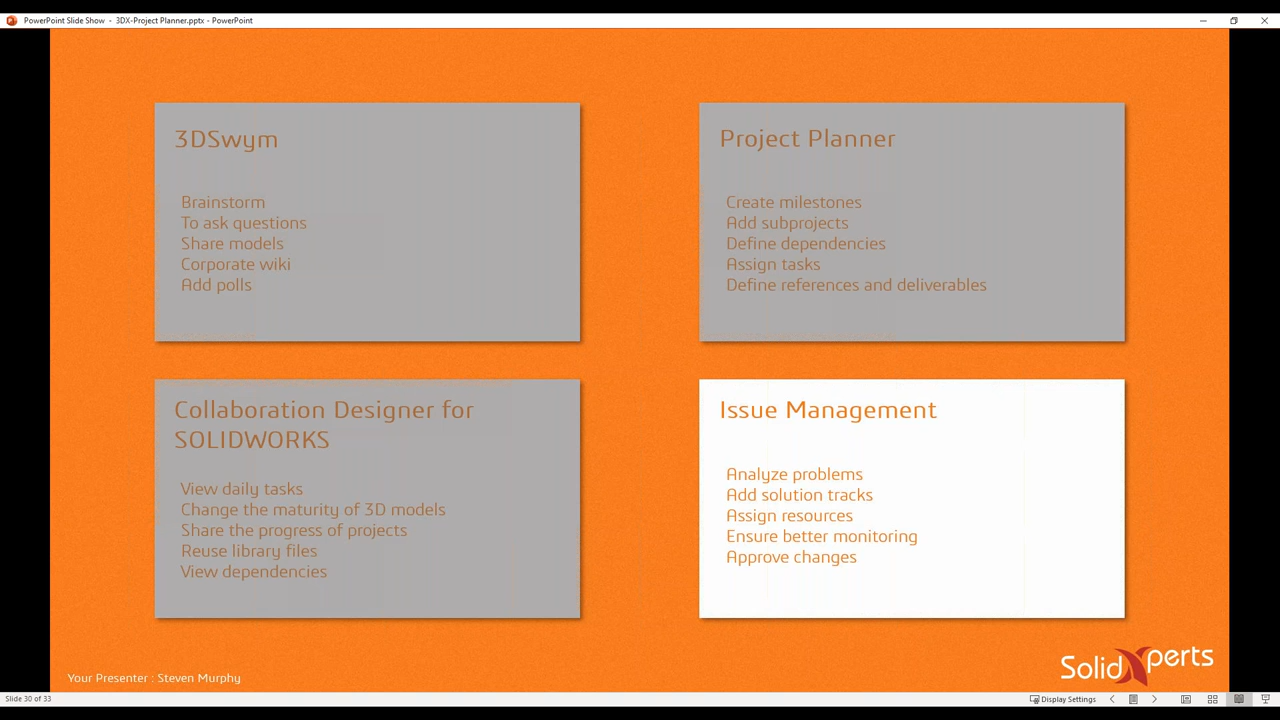 PowerPoint Slide Show - 3DX-Project Planner.pptx - PowerPoint
3DSwym
Brainstorm
To ask questions
Share models
Corporate wiki
Add polls
Project Planner
Create milestones
Add subprojects
Define dependencies
Assign tasks
Define references and deliverables
Collaboration Designer for
SOLIDWORKS
View daily tasks
Change the maturity of 3D models
Share the progress of projects
Reuse library files
View dependencies
Issue Management
Analyze problems
Add solution tracks
Assign resources
Ensure better monitoring
Approve changes
SolidXperts
Your Presenter : Steven Murphy
Slide 30 of 33
Display Settings